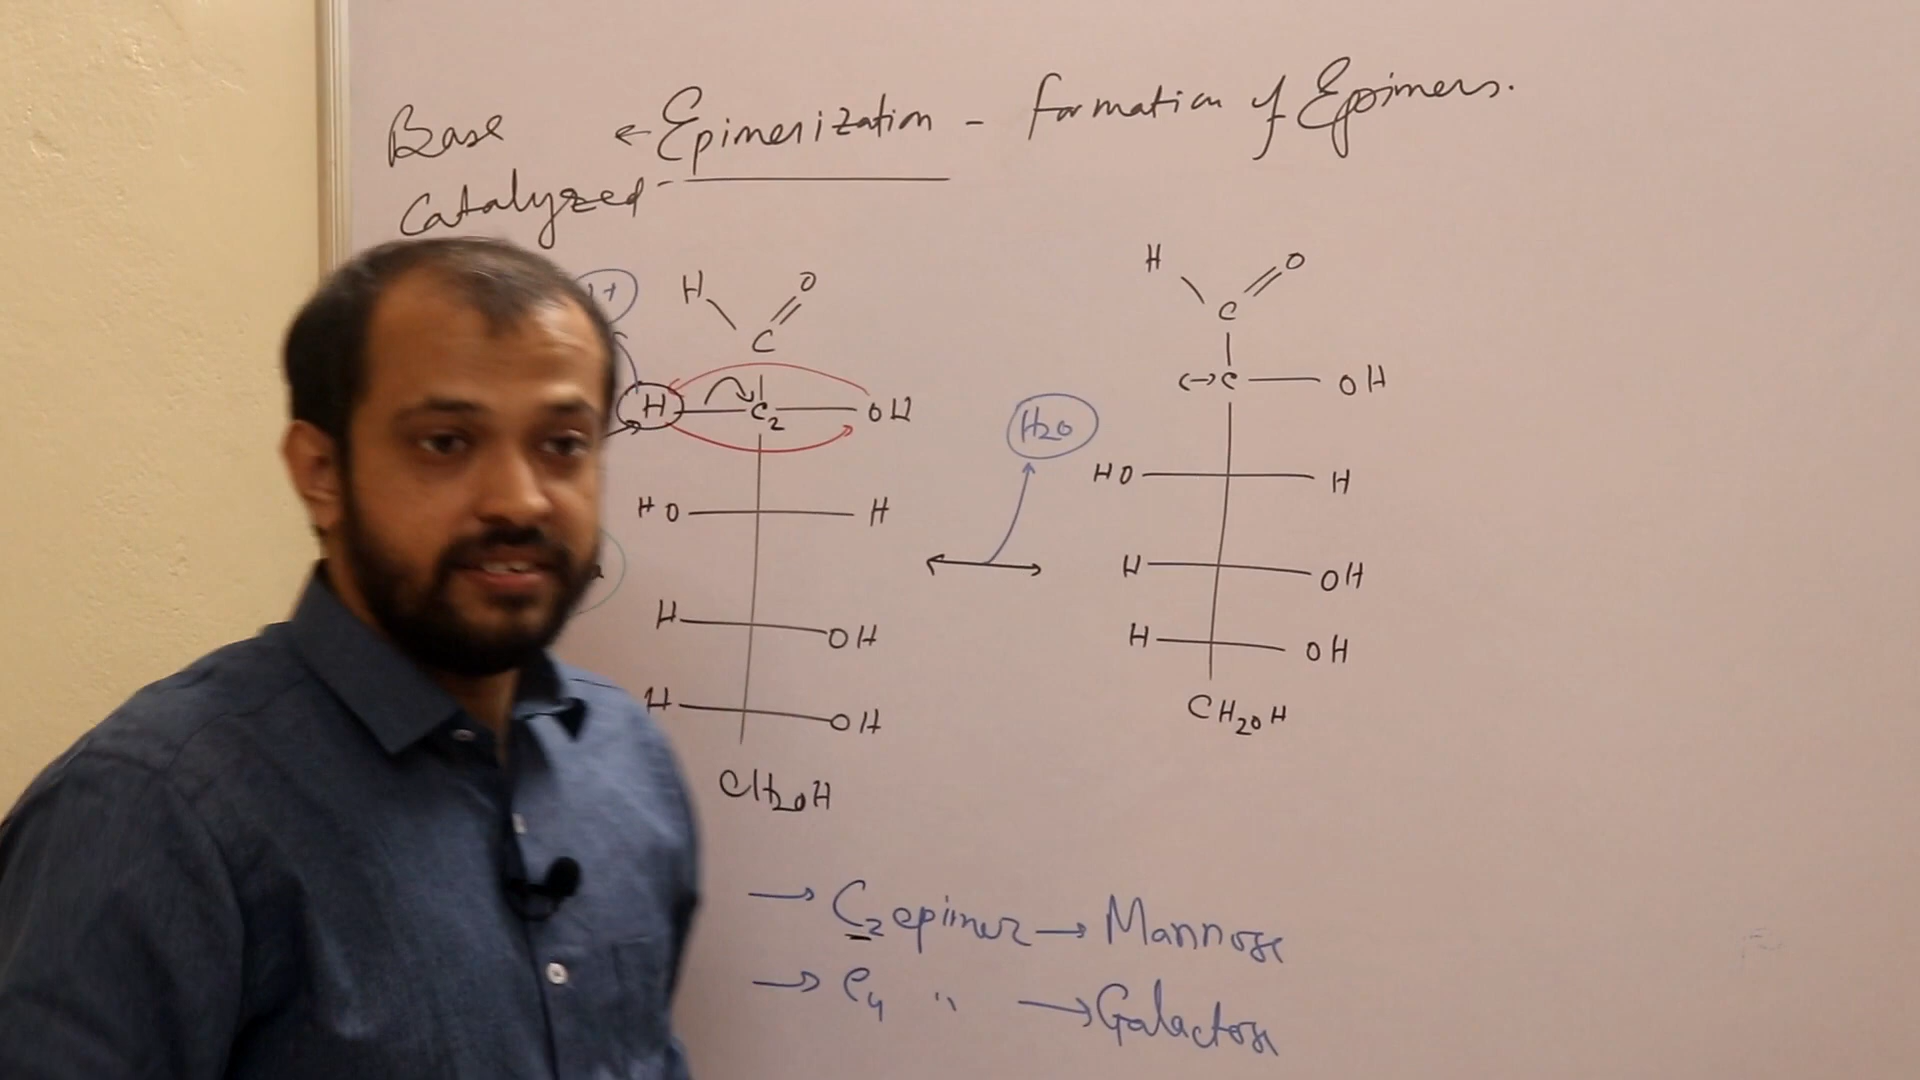 Base ← Epimerization - formation of Epimers.
Catalyzed
H O
C
H C2 OH
HO H
H OH
H OH
CH2OH
H2O
H O
C
(-)→C OH
HO H
H OH
H OH
CH2OH
→ C2 epimer → Mannose
→ C4 " → Galactose